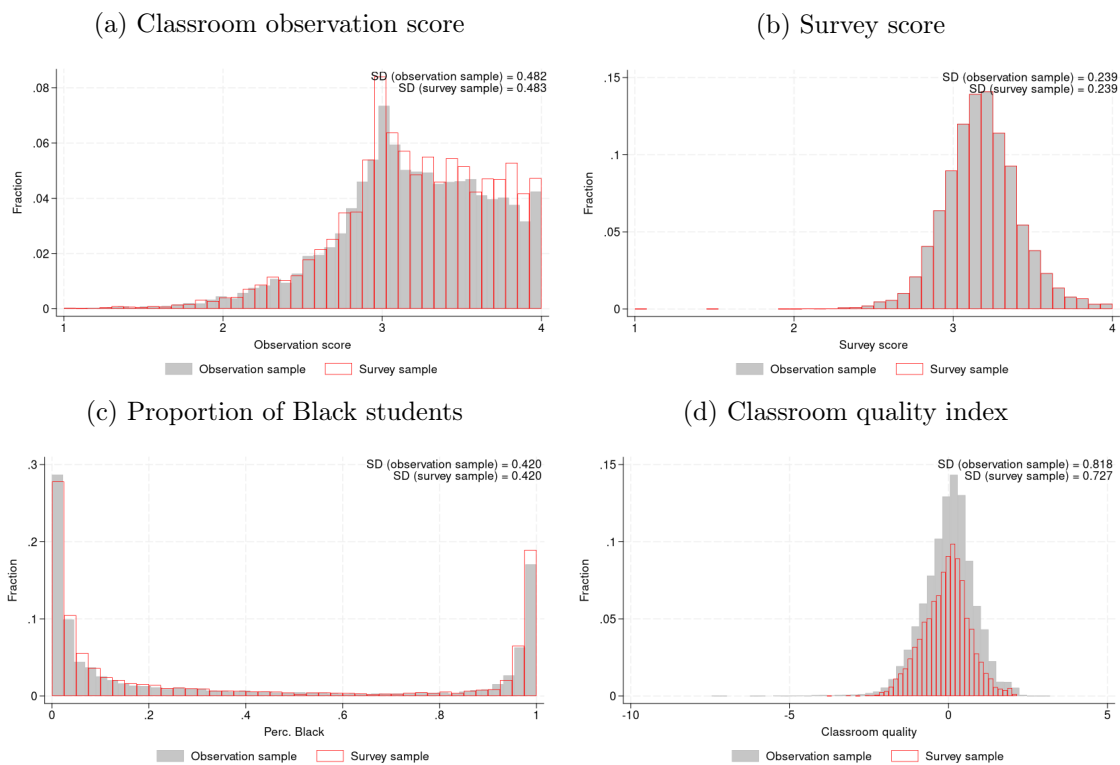 (a) Classroom observation score
SD (observation sample) = 0.482
SD (survey sample) = 0.483
.08
.06
.04
.02
0
Fraction
1 2 3 4
Observation score
Observation sample Survey sample
(b) Survey score
SD (observation sample) = 0.239
SD (survey sample) = 0.239
.15
.1
.05
0
Fraction
1 2 3 4
Survey score
Observation sample Survey sample
(c) Proportion of Black students
SD (observation sample) = 0.420
SD (survey sample) = 0.420
.3
.2
.1
0
Fraction
0 .2 .4 .6 .8 1
Perc. Black
Observation sample Survey sample
(d) Classroom quality index
SD (observation sample) = 0.818
SD (survey sample) = 0.727
.15
.1
.05
0
Fraction
-10 -5 0 5
Classroom quality
Observation sample Survey sample